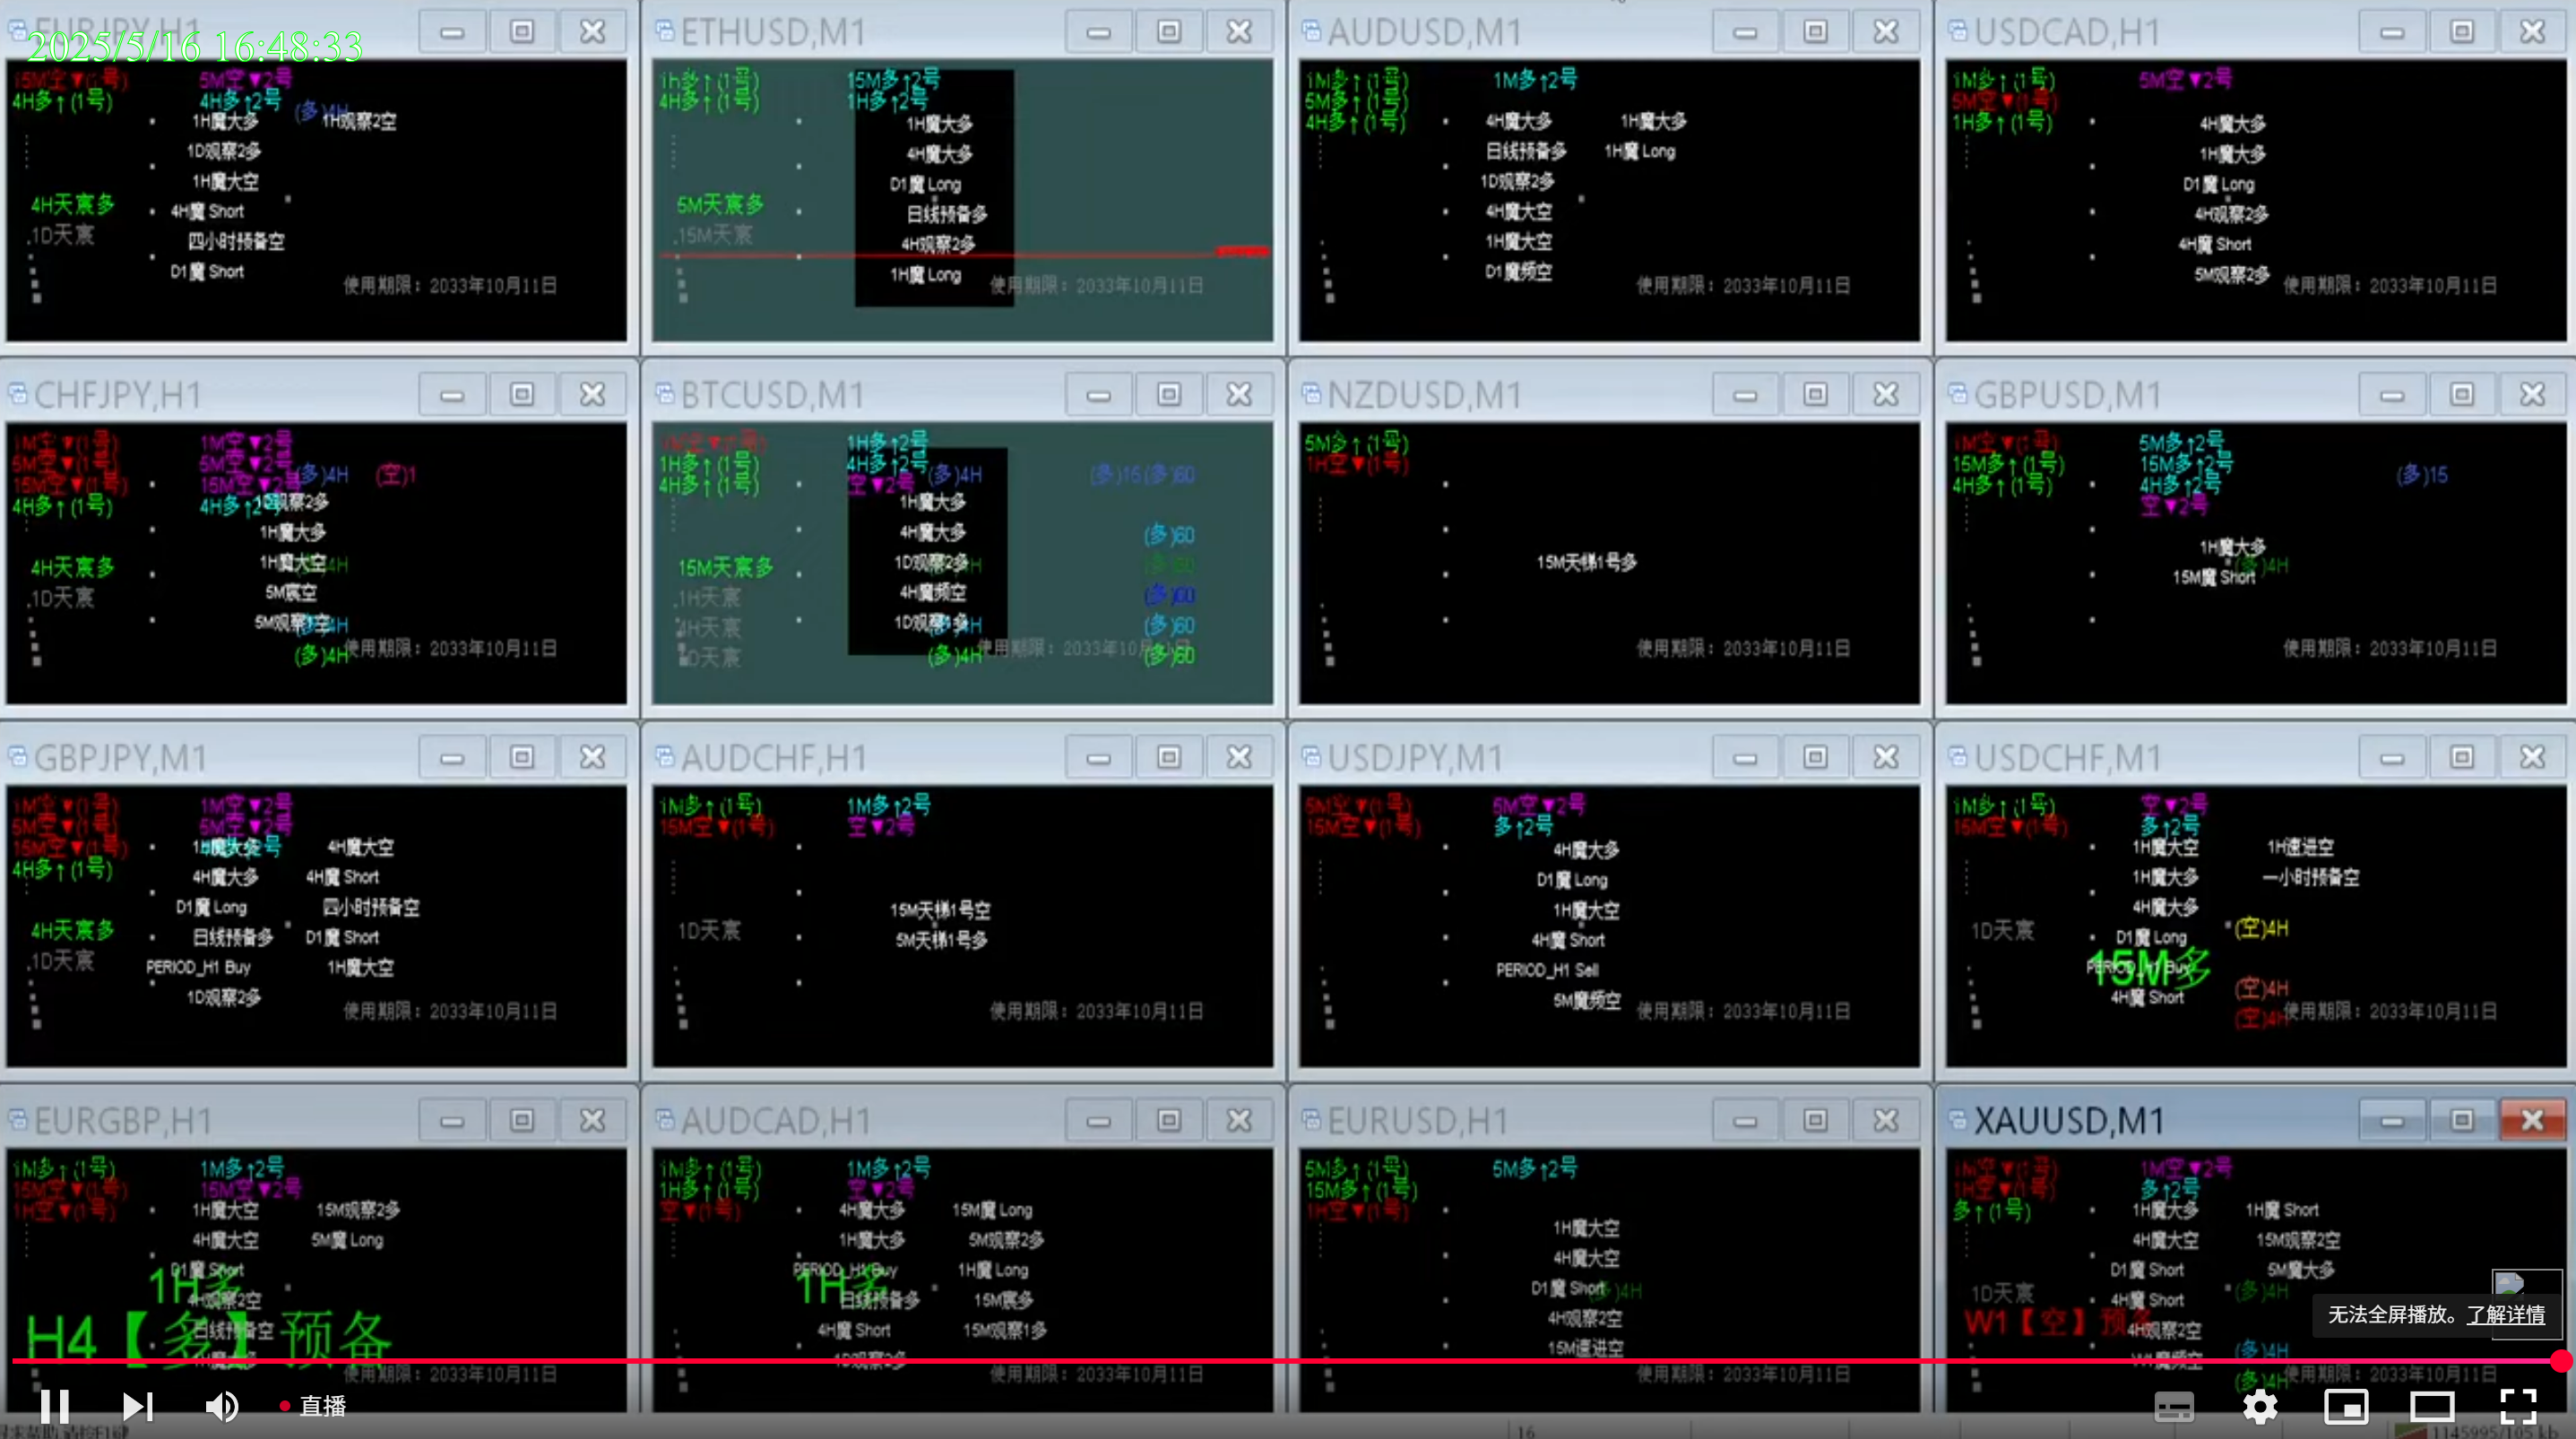 EURJPY,H1
2025/5/16 16:48:33
15M空▼(1号)
5M空▼2号
4H多↑(1号)
4H多↑2号
(多)4H
1H魔大多
1H观察2空
1D观察2多
1H魔大空
4H天宸多
4H魔 Short
.1D天宸
四小时预备空
D1魔 Short
使用期限：2033年10月11日
ETHUSD,M1
1h多↑(1号)
15M多↑2号
4H多↑(1号)
1H多↑2号
1H魔大多
4H魔大多
D1魔 Long
5M天宸多
日线预备多
.15M天宸
4H观察2多
1H魔 Long
使用期限：2033年10月11日
AUDUSD,M1
1M多↑(1号)
1M多↑2号
5M多↑(1号)
4H多↑(1号)
4H魔大多
1H魔大多
日线预备多
1H魔 Long
1D观察2多
4H魔大空
1H魔大空
D1魔频空
使用期限：2033年10月11日
USDCAD,H1
1M多↑(1号)
5M空▼2号
5M空▼(1号)
1H多↑(1号)
4H魔大多
1H魔大多
D1魔 Long
4H观察2多
4H魔 Short
5M观察2多
使用期限：2033年10月11日
CHFJPY,H1
1M空▼(1号)
1M空▼2号
5M空▼(1号)
5M空▼2号
(多)4H
(空)1
15M空▼(1号)
15M空▼2号
4H多↑(1号)
4H多↑2号
1D观察2多
1H魔大多
4H天宸多
1H魔大空
.1D天宸
5M宸空
使用期限：2033年10月11日
(多)4H
BTCUSD,M1
1M空▼(1号)
1H多↑2号
1H多↑(1号)
4H多↑2号
(多)4H
(多)15
(多)60
4H多↑(1号)
空▼2号
1H魔大多
4H魔大多
(多)60
15M天宸多
1D观察2多
(多)60
.1H天宸
4H魔频空
(多)60
4H天宸
1D观察1多
(多)60
使用期限：2033年10月11日
1D天宸
(多)4H
(多)60
NZDUSD,M1
5M多↑(1号)
1H空▼(1号)
15M天梯1号多
使用期限：2033年10月11日
GBPUSD,M1
1M空▼(1号)
5M多↑2号
15M多↑(1号)
15M多↑2号
(多)15
4H多↑(1号)
4H多↑2号
空▼2号
1H魔大多
(多)4H
15M魔 Short
使用期限：2033年10月11日
GBPJPY,M1
1M空▼(1号)
1M空▼2号
5M空▼(1号)
5M空▼2号
15M空▼(1号)
1H魔大多
4H魔大空
4H多↑(1号)
4H魔大多
4H魔 Short
D1魔 Long
四小时预备空
4H天宸多
日线预备多
D1魔 Short
.1D天宸
PERIOD_H1 Buy
1H魔大空
1D观察2多
使用期限：2033年10月11日
AUDCHF,H1
1M多↑(1号)
1M多↑2号
15M空▼(1号)
空▼2号
15M天梯1号空
1D天宸
5M天梯1号多
使用期限：2033年10月11日
USDJPY,M1
5M空▼(1号)
5M空▼2号
15M空▼(1号)
多↑2号
4H魔大多
D1魔 Long
1H魔大空
4H魔 Short
PERIOD_H1 Sell
5M魔频空
使用期限：2033年10月11日
USDCHF,M1
1M多↑(1号)
空▼2号
15M空▼(1号)
多↑2号
1H魔大空
1H速进空
1H魔大多
一小时预备空
4H魔大多
1D天宸
D1魔 Long
(空)4H
PERIOD_H1 Buy
15M多
4H魔 Short
(空)4H
(空)4H
使用期限：2033年10月11日
EURGBP,H1
1M多↑(1号)
1M多↑2号
15M空▼(1号)
15M空▼2号
1H空▼(1号)
1H魔大空
15M观察2多
4H魔大空
5M魔 Long
D1魔 Short
1H多
4H观察2空
日线预备空
H4【多】预备
使用期限：2033年10月11日
AUDCAD,H1
1M多↑(1号)
1M多↑2号
1H多↑(1号)
空▼2号
空▼(1号)
4H魔大多
15M魔 Long
1H魔大多
5M观察2多
PERIOD_H1 Buy
1H魔 Long
1H多
日线预备多
15M宸多
4H魔 Short
15M观察1多
1D观察2多
使用期限：2033年10月11日
EURUSD,H1
5M多↑(1号)
5M多↑2号
15M多↑(1号)
1H空▼(1号)
1H魔大空
4H魔大空
D1魔 Short
(多)4H
4H观察2空
15M速进空
使用期限：2033年10月11日
XAUUSD,M1
1M空▼(1号)
1M空▼2号
1H空▼(1号)
多↑2号
多↑(1号)
1H魔大多
1H魔 Short
4H魔大空
15M观察2空
D1魔 Short
5M魔大多
1D天宸
4H魔 Short
(多)4H
W1【空】预备
4H观察2空
W1魔频空
(多)4H
(多)4H
使用期限：2033年10月11日
无法全屏播放。了解详情
直播
16
1145995/105 kb